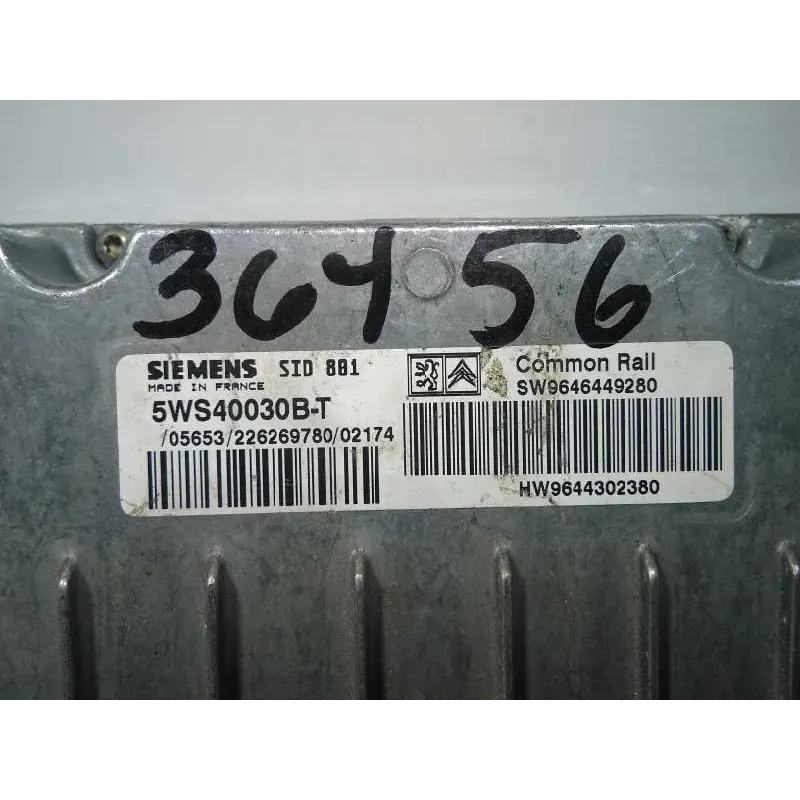 36456
SIEMENS SID 801
MADE IN FRANCE
5WS40030B-T
/05653/226269780/02174
Common Rail
SW9646449280
HW9644302380